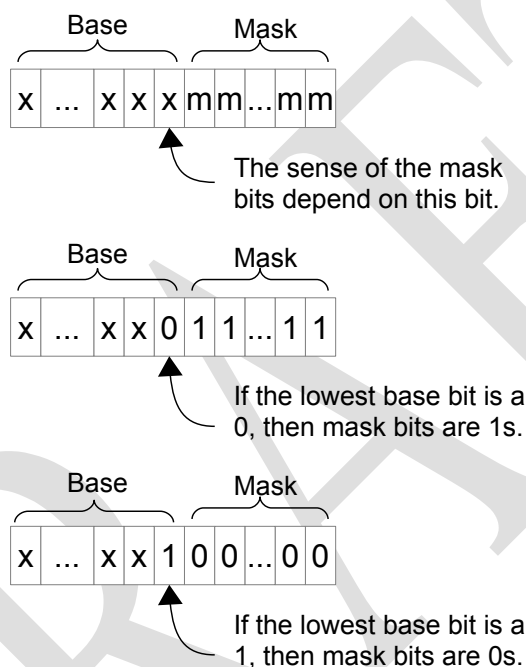 Base Mask
x ... x x x m m ... m m
The sense of the mask
bits depend on this bit.
Base Mask
x ... x x 0 1 1 ... 1 1
If the lowest base bit is a
0, then mask bits are 1s.
Base Mask
x ... x x 1 0 0 ... 0 0
If the lowest base bit is a
1, then mask bits are 0s.